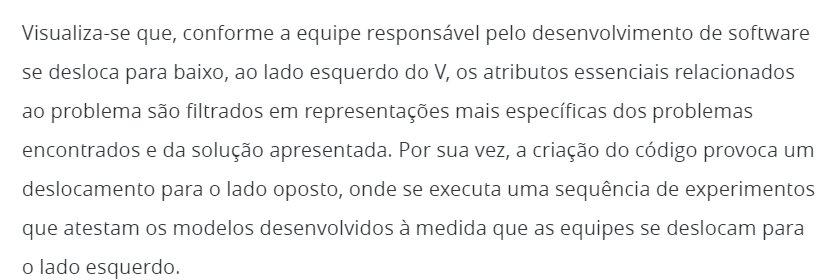 Visualiza-se que, conforme a equipe responsável pelo desenvolvimento de software
se desloca para baixo, ao lado esquerdo do V, os atributos essenciais relacionados
ao problema são filtrados em representações mais específicas dos problemas
encontrados e da solução apresentada. Por sua vez, a criação do código provoca um
deslocamento para o lado oposto, onde se executa uma sequência de experimentos
que atestam os modelos desenvolvidos à medida que as equipes se deslocam para
o lado esquerdo.